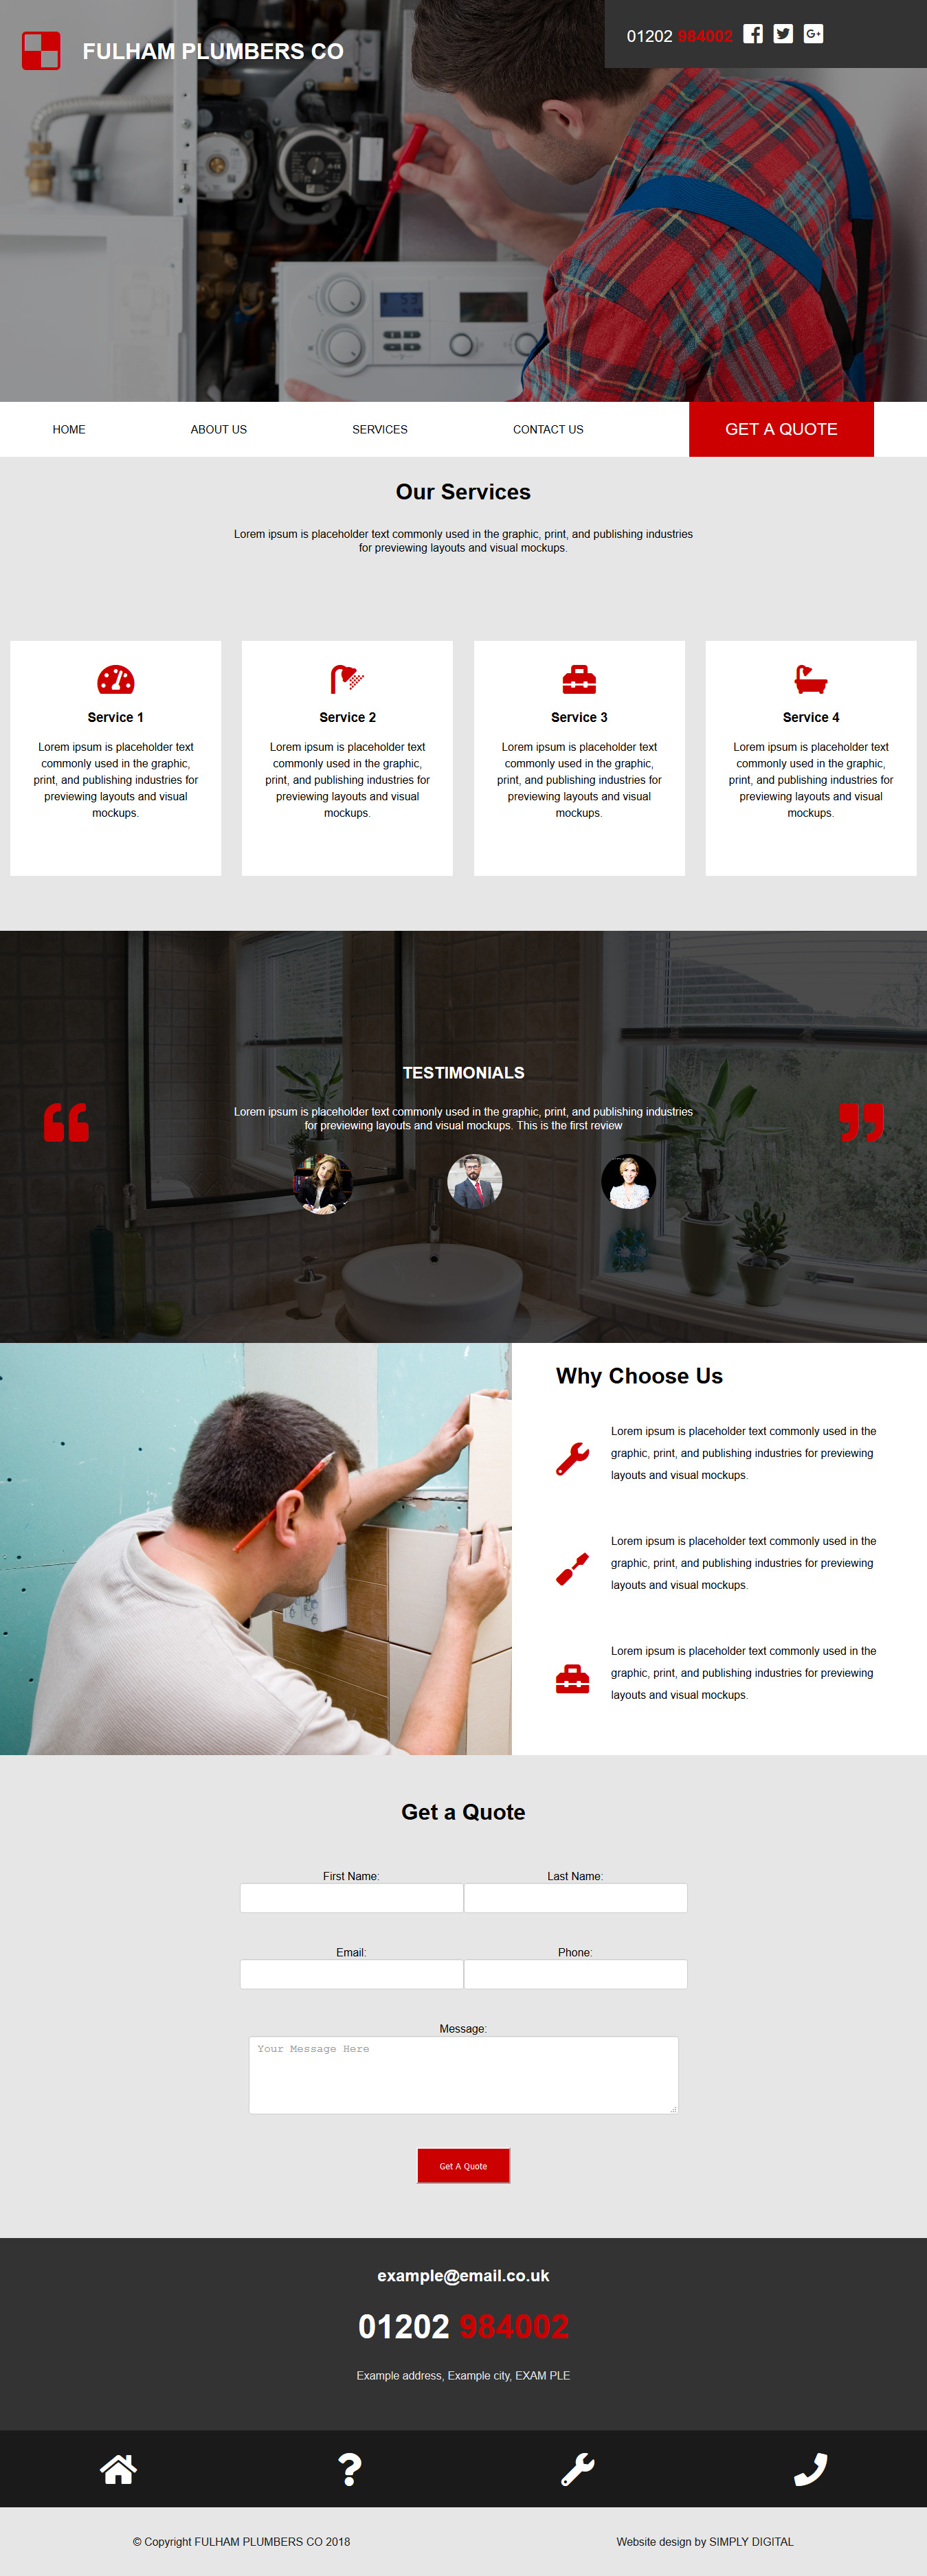 FULHAM PLUMBERS CO
01202 984002
G+
HOME
ABOUT US
SERVICES
CONTACT US
GET A QUOTE
Our Services
Lorem ipsum is placeholder text commonly used in the graphic, print, and publishing industries
for previewing layouts and visual mockups.
Service 1
Lorem ipsum is placeholder text
commonly used in the graphic,
print, and publishing industries for
previewing layouts and visual
mockups.
Service 2
Lorem ipsum is placeholder text
commonly used in the graphic,
print, and publishing industries for
previewing layouts and visual
mockups.
Service 3
Lorem ipsum is placeholder text
commonly used in the graphic,
print, and publishing industries for
previewing layouts and visual
mockups.
Service 4
Lorem ipsum is placeholder text
commonly used in the graphic,
print, and publishing industries for
previewing layouts and visual
mockups.
TESTIMONIALS
Lorem ipsum is placeholder text commonly used in the graphic, print, and publishing industries
for previewing layouts and visual mockups. This is the first review
Why Choose Us
Lorem ipsum is placeholder text commonly used in the
graphic, print, and publishing industries for previewing
layouts and visual mockups.
Lorem ipsum is placeholder text commonly used in the
graphic, print, and publishing industries for previewing
layouts and visual mockups.
Lorem ipsum is placeholder text commonly used in the
graphic, print, and publishing industries for previewing
layouts and visual mockups.
Get a Quote
First Name:
Last Name:
Email:
Phone:
Message:
Your Message Here
Get A Quote
example@email.co.uk
01202 984002
Example address, Example city, EXAM PLE
© Copyright FULHAM PLUMBERS CO 2018
Website design by SIMPLY DIGITAL